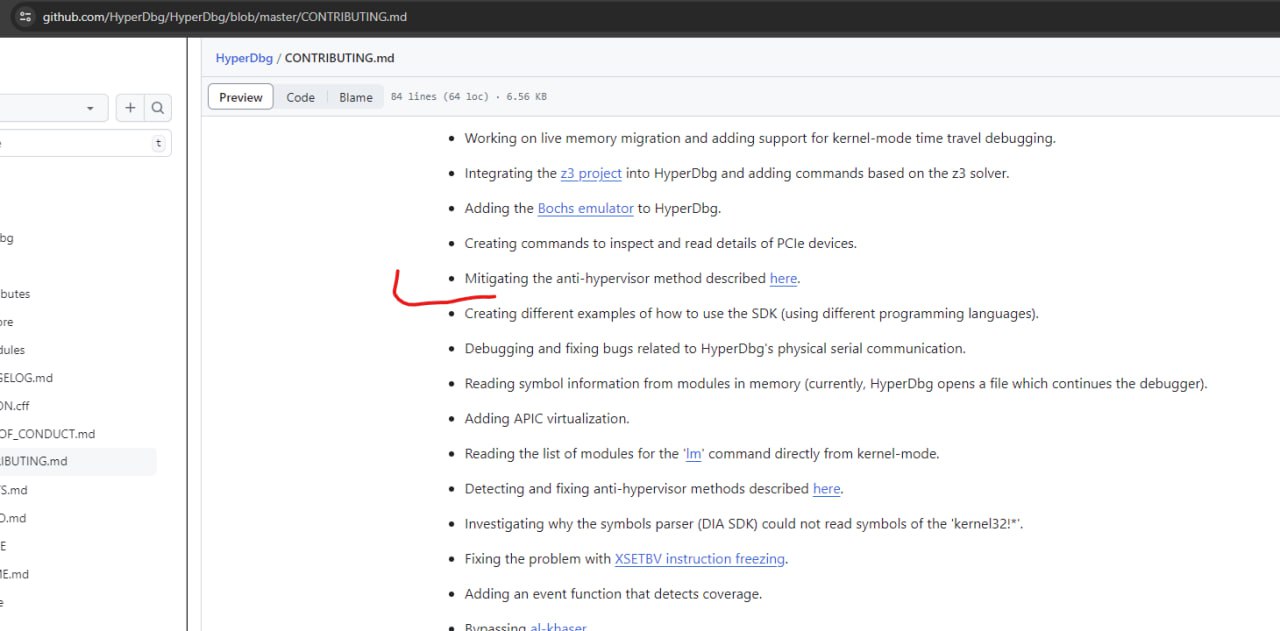 github.com/HyperDbg/HyperDbg/blob/master/CONTRIBUTING.md
HyperDbg / CONTRIBUTING.md
Preview Code Blame 84 lines (64 loc) · 6.56 KB
t
• Working on live memory migration and adding support for kernel-mode time travel debugging.
• Integrating the z3 project into HyperDbg and adding commands based on the z3 solver.
• Adding the Bochs emulator to HyperDbg.
• Creating commands to inspect and read details of PCIe devices.
• Mitigating the anti-hypervisor method described here.
• Creating different examples of how to use the SDK (using different programming languages).
• Debugging and fixing bugs related to HyperDbg's physical serial communication.
• Reading symbol information from modules in memory (currently, HyperDbg opens a file which continues the debugger).
• Adding APIC virtualization.
• Reading the list of modules for the 'lm' command directly from kernel-mode.
• Detecting and fixing anti-hypervisor methods described here.
• Investigating why the symbols parser (DIA SDK) could not read symbols of the 'kernel32!*'.
• Fixing the problem with XSETBV instruction freezing.
• Adding an event function that detects coverage.
• Bypassing al-khaser
bg
butes
ore
dules
GELOG.md
ON.cff
OF_CONDUCT.md
IBUTING.md
S.md
O.md
E
ME.md
e